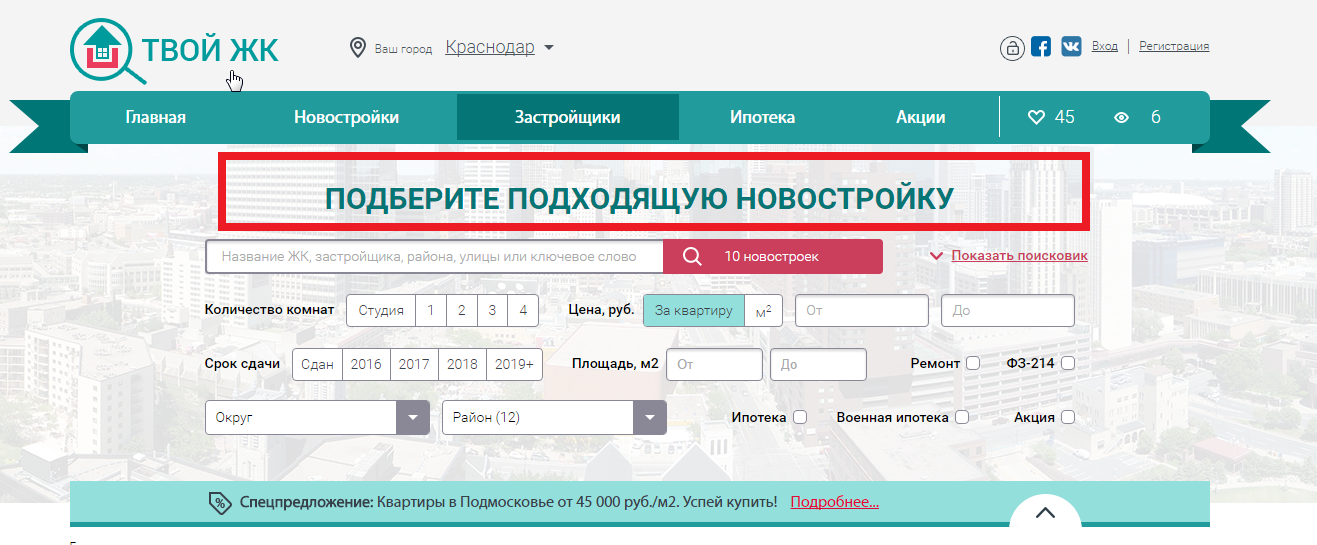 ТВОЙ ЖК
Ваш город Краснодар
Вход Регистрация
Главная Новостройки Застройщики Ипотека Акции 45 6
ПОДБЕРИТЕ ПОДХОДЯЩУЮ НОВОСТРОЙКУ
Название ЖК, застройщика, района, улицы или ключевое слово 10 новостроек Показать поисковик
Количество комнат Студия 1 2 3 4 Цена, руб. За квартиру м² От До
Срок сдачи Сдан 2016 2017 2018 2019+ Площадь, м2 От До Ремонт ФЗ-214
Округ Район (12) Ипотека Военная ипотека Акция
Спецпредложение: Квартиры в Подмосковье от 45 000 руб./м2. Успей купить! Подробнее...